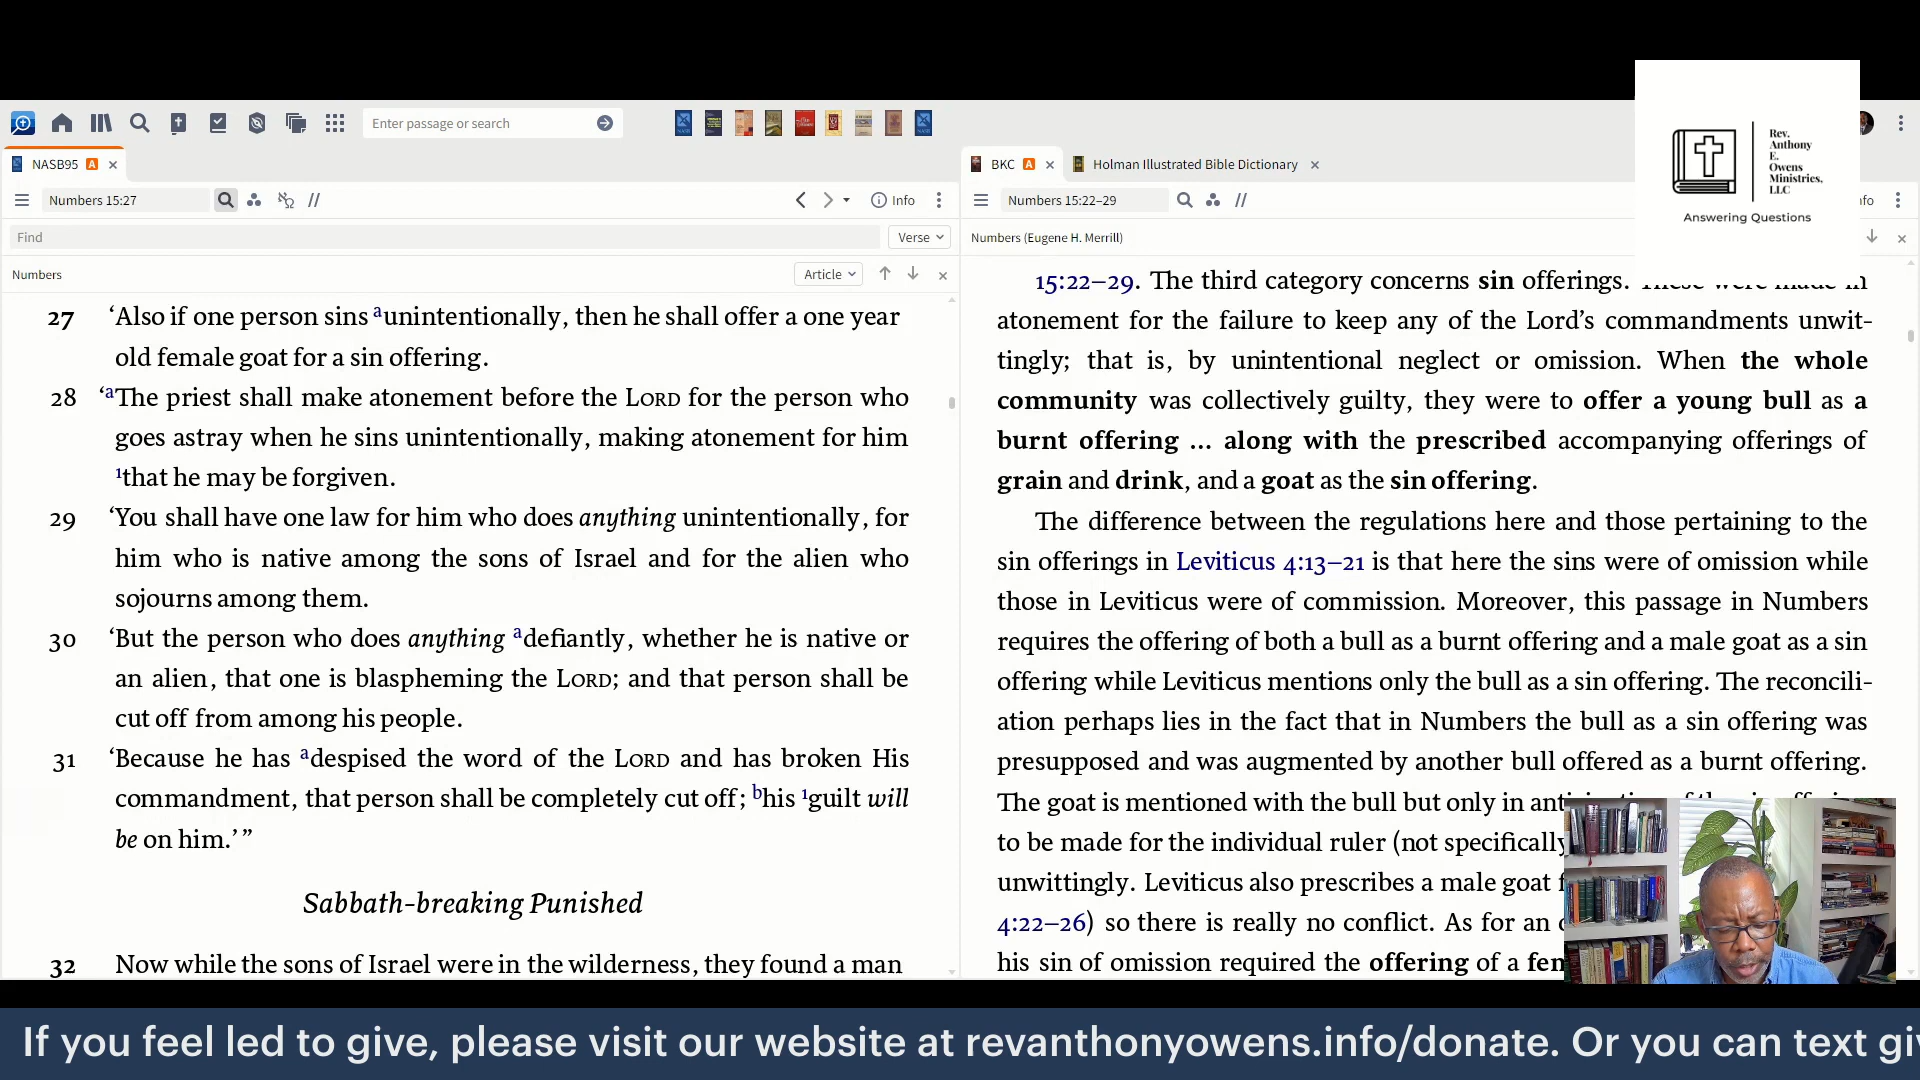 Enter passage or search
NASB95 A
Numbers 15:27
Info
Find
Verse
Numbers
Article
27 ‘Also if one person sins ᵃunintentionally, then he shall offer a one year
old female goat for a sin offering.
28 ‘ᵃThe priest shall make atonement before the LORD for the person who
goes astray when he sins unintentionally, making atonement for him
¹that he may be forgiven.
29 ‘You shall have one law for him who does anything unintentionally, for
him who is native among the sons of Israel and for the alien who
sojourns among them.
30 ‘But the person who does anything ᵃdefiantly, whether he is native or
an alien, that one is blaspheming the LORD; and that person shall be
cut off from among his people.
31 ‘Because he has ᵃdespised the word of the LORD and has broken His
commandment, that person shall be completely cut off; ᵇhis ¹guilt will
be on him.’ ”
Sabbath-breaking Punished
32 Now while the sons of Israel were in the wilderness, they found a man
BKC A
Holman Illustrated Bible Dictionary
Numbers 15:22–29
nfo
Numbers (Eugene H. Merrill)
15:22–29. The third category concerns sin offerings. These were made in
atonement for the failure to keep any of the Lord’s commandments unwit-
tingly; that is, by unintentional neglect or omission. When the whole
community was collectively guilty, they were to offer a young bull as a
burnt offering ... along with the prescribed accompanying offerings of
grain and drink, and a goat as the sin offering.
The difference between the regulations here and those pertaining to the
sin offerings in Leviticus 4:13–21 is that here the sins were of omission while
those in Leviticus were of commission. Moreover, this passage in Numbers
requires the offering of both a bull as a burnt offering and a male goat as a sin
offering while Leviticus mentions only the bull as a sin offering. The reconcili-
ation perhaps lies in the fact that in Numbers the bull as a sin offering was
presupposed and was augmented by another bull offered as a burnt offering.
The goat is mentioned with the bull but only in
to be made for the individual ruler (not specifically
unwittingly. Leviticus also prescribes a male goat
4:22–26) so there is really no conflict. As for an
his sin of omission required the offering of a
Rev.
Anthony
E.
Owens
Ministries,
LLC
Answering Questions
If you feel led to give, please visit our website at revanthonyowens.info/donate. Or you can text